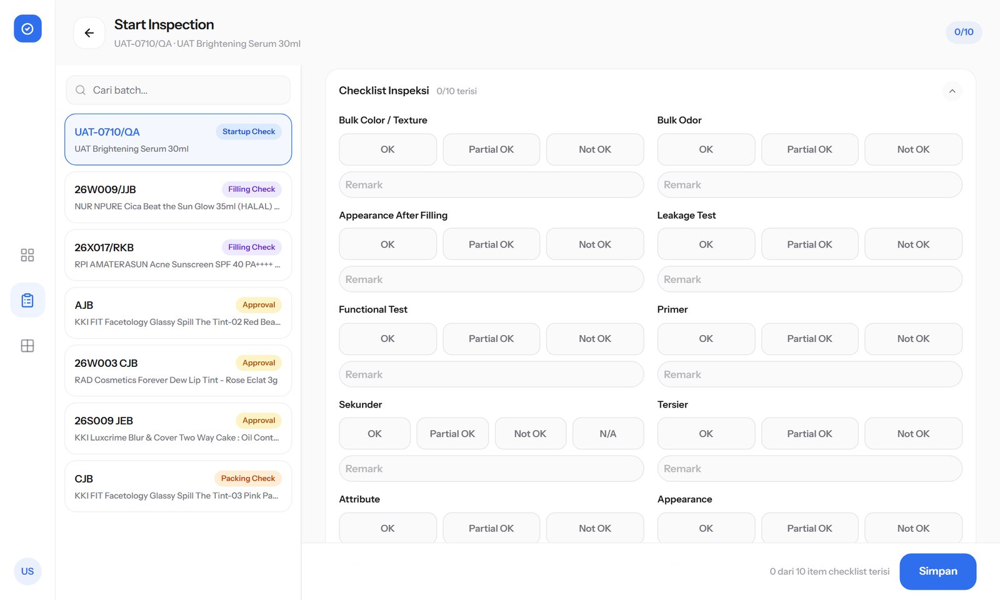 Start Inspection
UAT-0710/QA · UAT Brightening Serum 30ml
0/10
Cari batch...
UAT-0710/QA
Startup Check
UAT Brightening Serum 30ml
26W009/JJB
Filling Check
NUR NPURE Cica Beat the Sun Glow 35ml (HALAL) ...
26X017/RKB
Filling Check
RPI AMATERASUN Acne Sunscreen SPF 40 PA++++ ...
AJB
Approval
KKI FIT Facetology Glassy Spill The Tint-02 Red Bea...
26W003 CJB
Approval
RAD Cosmetics Forever Dew Lip Tint - Rose Eclat 3g
26S009 JEB
Approval
KKI Luxcrime Blur & Cover Two Way Cake : Oil Cont...
CJB
Packing Check
KKI FIT Facetology Glassy Spill The Tint-03 Pink Pa...
US
Checklist Inspeksi 0/10 terisi
Bulk Color / Texture
OK Partial OK Not OK
Remark
Bulk Odor
OK Partial OK Not OK
Remark
Appearance After Filling
OK Partial OK Not OK
Remark
Leakage Test
OK Partial OK Not OK
Remark
Functional Test
OK Partial OK Not OK
Remark
Primer
OK Partial OK Not OK
Remark
Sekunder
OK Partial OK Not OK N/A
Remark
Tersier
OK Partial OK Not OK
Remark
Attribute
OK Partial OK Not OK
Appearance
OK Partial OK Not OK
0 dari 10 item checklist terisi
Simpan